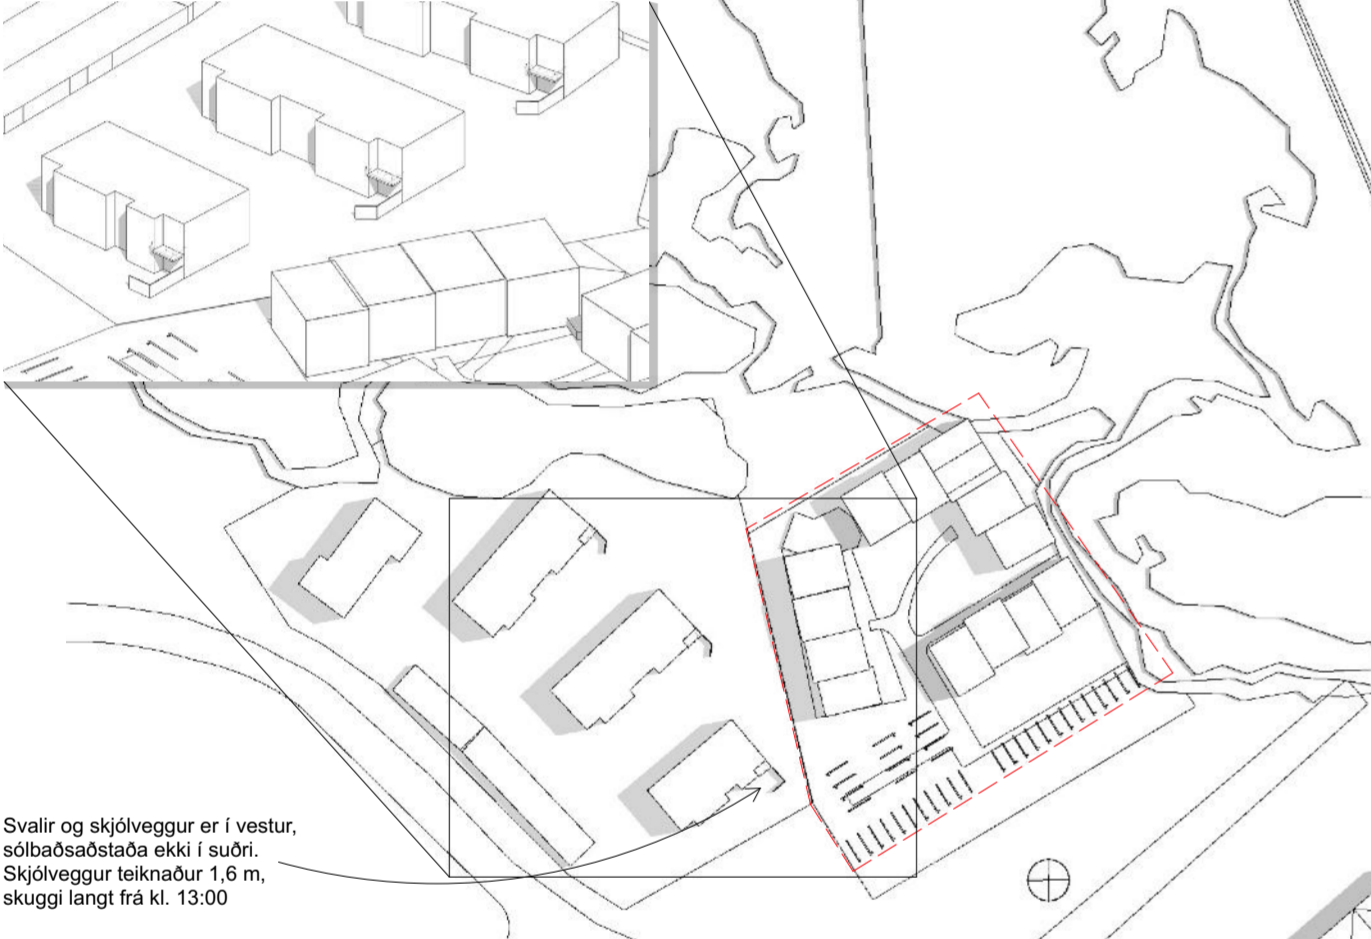 Svalir og skjólveggur er í vestur,
sólbaðsaðstaða ekki í suðri.
Skjólveggur teiknaður 1,6 m,
skuggi langt frá kl. 13:00